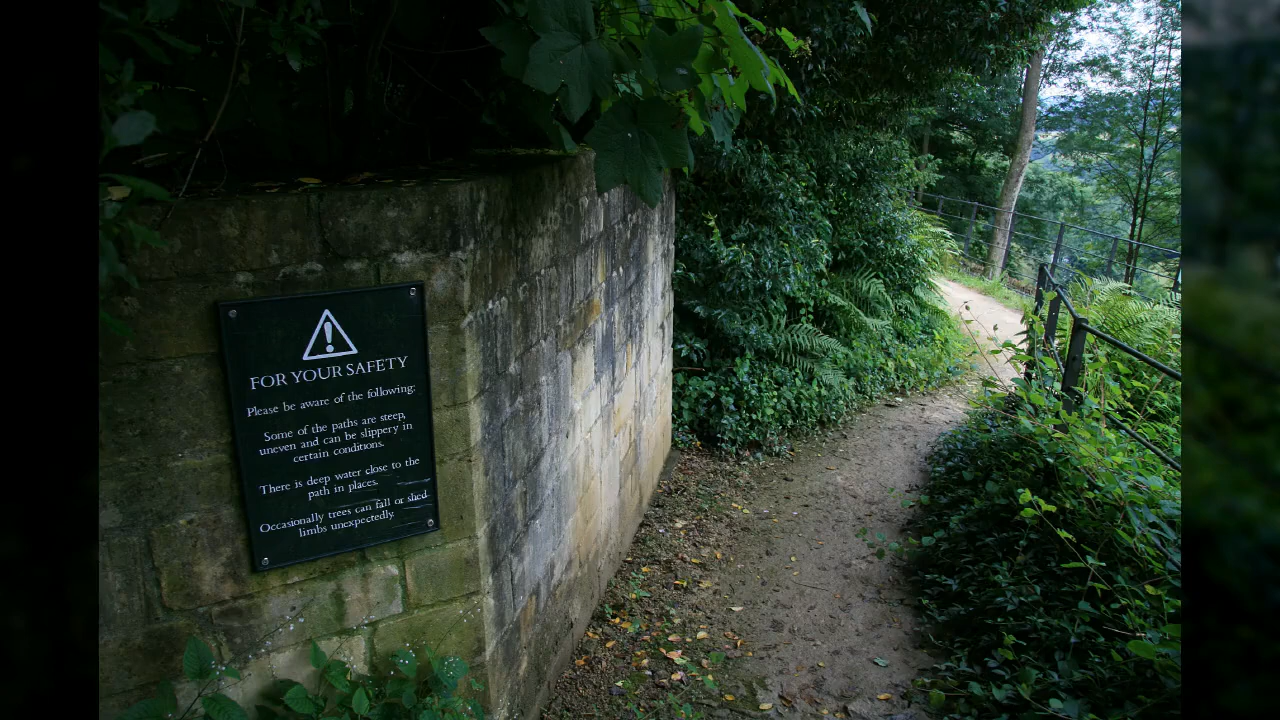 FOR YOUR SAFETY
Please be aware of the following:
Some of the paths are steep,
uneven and can be slippery in
certain conditions.
There is deep water close to the
path in places.
Occasionally trees can fall or shed
limbs unexpectedly.